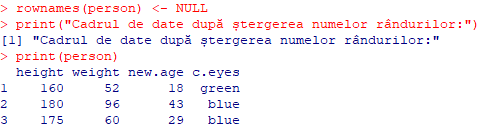 > rownames(person) <- NULL
> print("Cadrul de date după ștergerea numelor rândurilor:")
[1] "Cadrul de date după ștergerea numelor rândurilor:"
> print(person)
  height weight new.age c.eyes
1    160     52      18  green
2    180     96      43   blue
3    175     60      29   blue